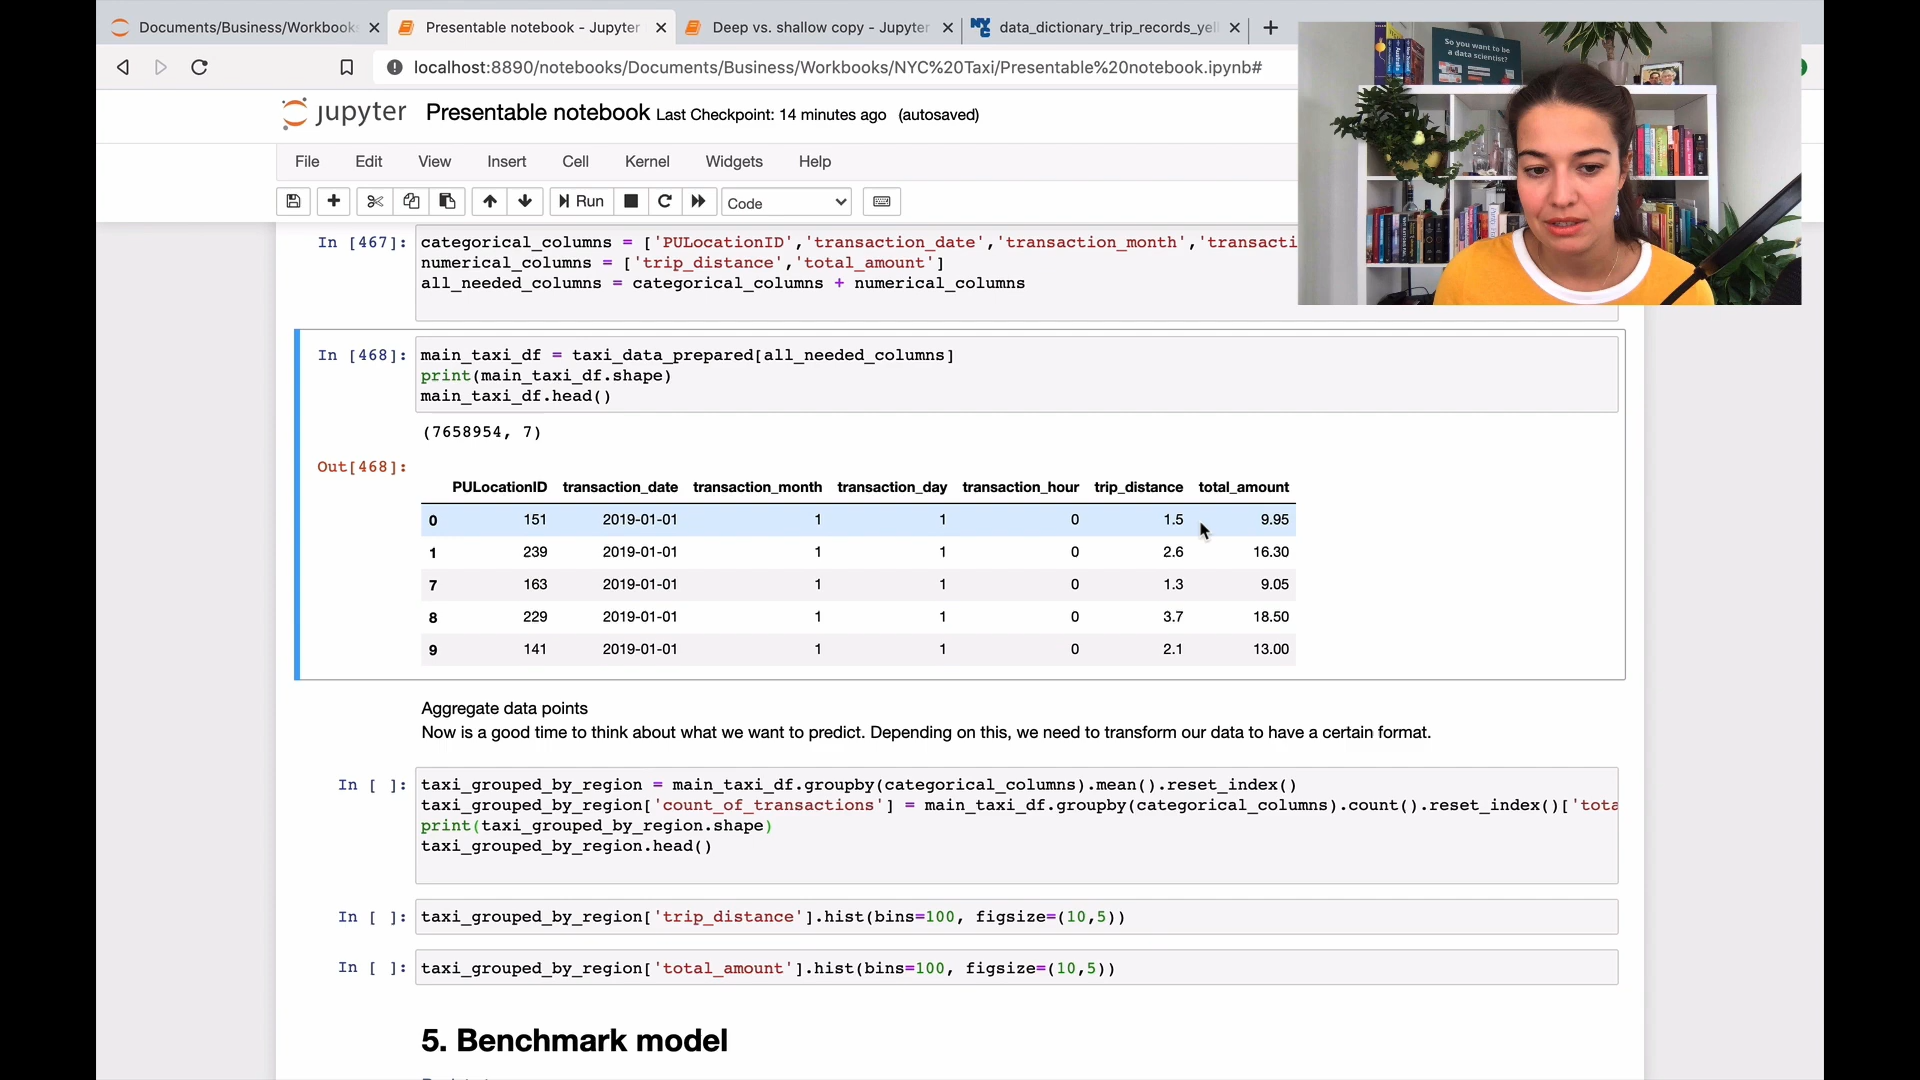 Documents/Business/Workbooks
Presentable notebook - Jupyter
Deep vs. shallow copy - Jupyter
NYC
data_dictionary_trip_records_yell
localhost:8890/notebooks/Documents/Business/Workbooks/NYC%20Taxi/Presentable%20notebook.ipynb#
So you want to be
a data scientist?
jupyter Presentable notebook Last Checkpoint: 14 minutes ago (autosaved)
File Edit View Insert Cell Kernel Widgets Help
Run Code
In [467]: categorical_columns = ['PULocationID','transaction_date','transaction_month','transacti
numerical_columns = ['trip_distance','total_amount']
all_needed_columns = categorical_columns + numerical_columns
In [468]: main_taxi_df = taxi_data_prepared[all_needed_columns]
print(main_taxi_df.shape)
main_taxi_df.head()
(7658954, 7)
Out[468]:
PULocationID transaction_date transaction_month transaction_day transaction_hour trip_distance total_amount
0 151 2019-01-01 1 1 0 1.5 9.95
1 239 2019-01-01 1 1 0 2.6 16.30
7 163 2019-01-01 1 1 0 1.3 9.05
8 229 2019-01-01 1 1 0 3.7 18.50
9 141 2019-01-01 1 1 0 2.1 13.00
Aggregate data points
Now is a good time to think about what we want to predict. Depending on this, we need to transform our data to have a certain format.
In [ ]: taxi_grouped_by_region = main_taxi_df.groupby(categorical_columns).mean().reset_index()
taxi_grouped_by_region['count_of_transactions'] = main_taxi_df.groupby(categorical_columns).count().reset_index()['tota
print(taxi_grouped_by_region.shape)
taxi_grouped_by_region.head()
In [ ]: taxi_grouped_by_region['trip_distance'].hist(bins=100, figsize=(10,5))
In [ ]: taxi_grouped_by_region['total_amount'].hist(bins=100, figsize=(10,5))
5. Benchmark model